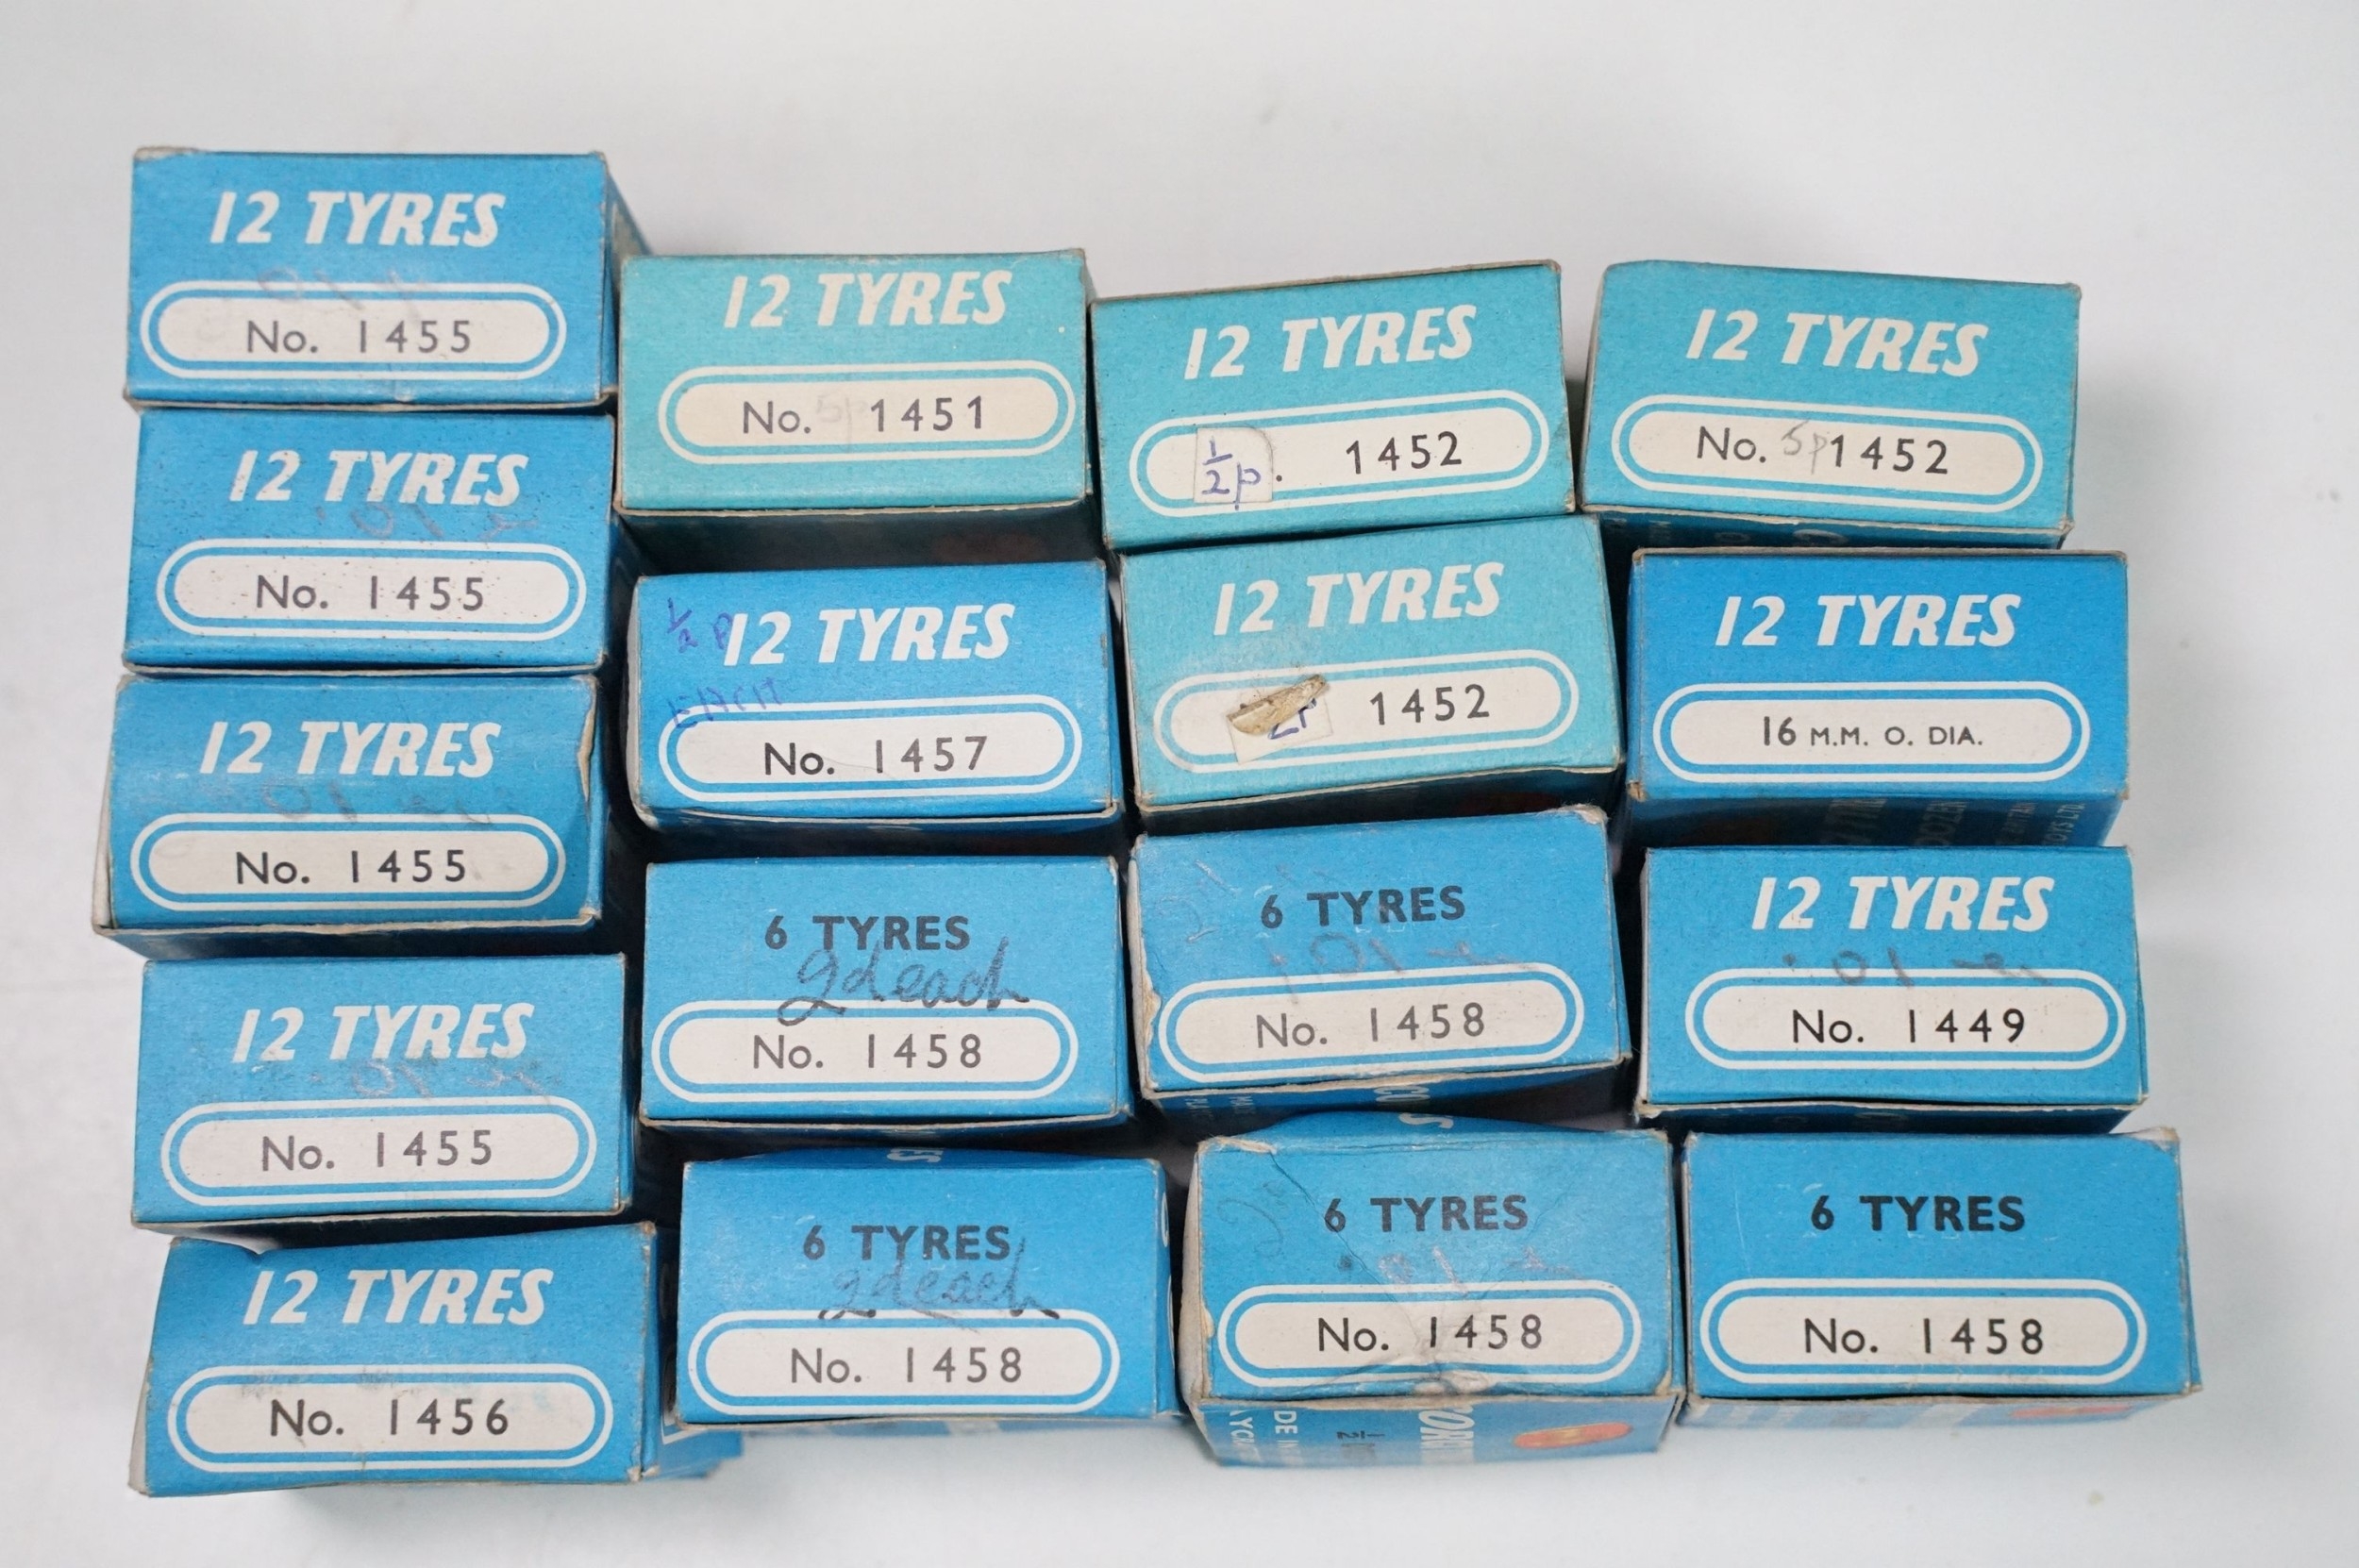 12 TYRES
No. 1455
12 TYRES
No. 1455
12 TYRES
No. 1455
12 TYRES
No. 1455
12 TYRES
No. 1456
12 TYRES
No. 5p 1451
1/2 p
12 TYRES
EACH
No. 1457
6 TYRES
2d each
No. 1458
6 TYRES
2d each
No. 1458
12 TYRES
1/2 p. 1452
12 TYRES
1452
6 TYRES
No. 1458
6 TYRES
No. 1458
12 TYRES
No. 5p 1452
12 TYRES
16 M.M. O. DIA.
12 TYRES
No. 1449
6 TYRES
No. 1458